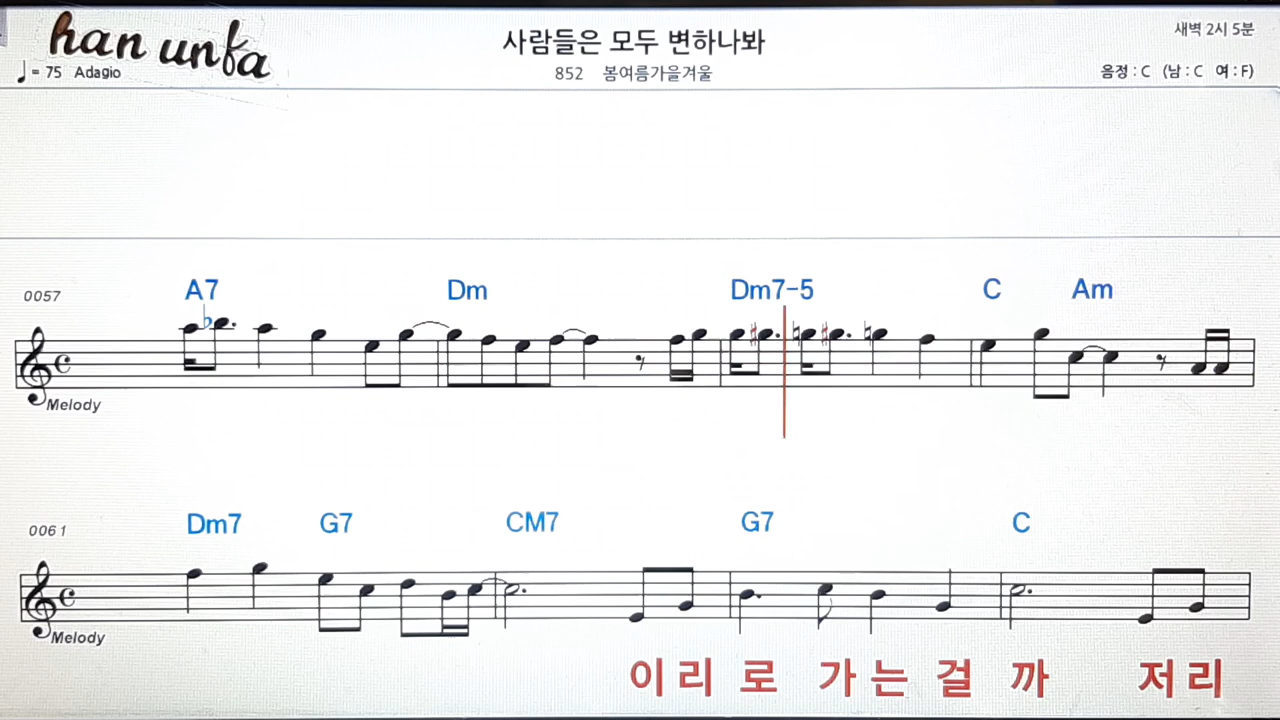 han unfa
사람들은 모두 변하나봐
새벽 2시 5분
♩= 75 Adagio
852 봄여름가을겨울
음정 : C (남 : C 여 : F)
0057
A7 Dm Dm7-5 C Am
Melody
0061
Dm7 G7 CM7 G7 C
Melody
이 리 로 가 는 걸 까 저 리